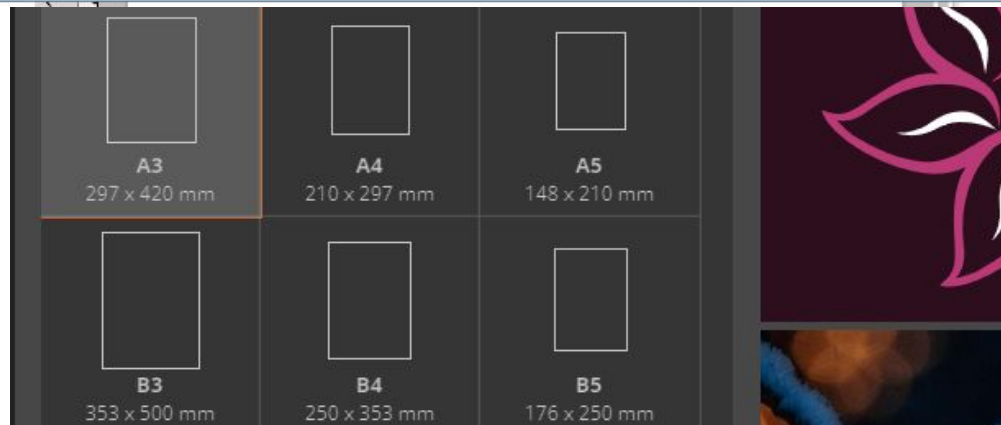 A3
297 x 420 mm
A4
210 x 297 mm
A5
148 x 210 mm
B3
353 x 500 mm
B4
250 x 353 mm
B5
176 x 250 mm